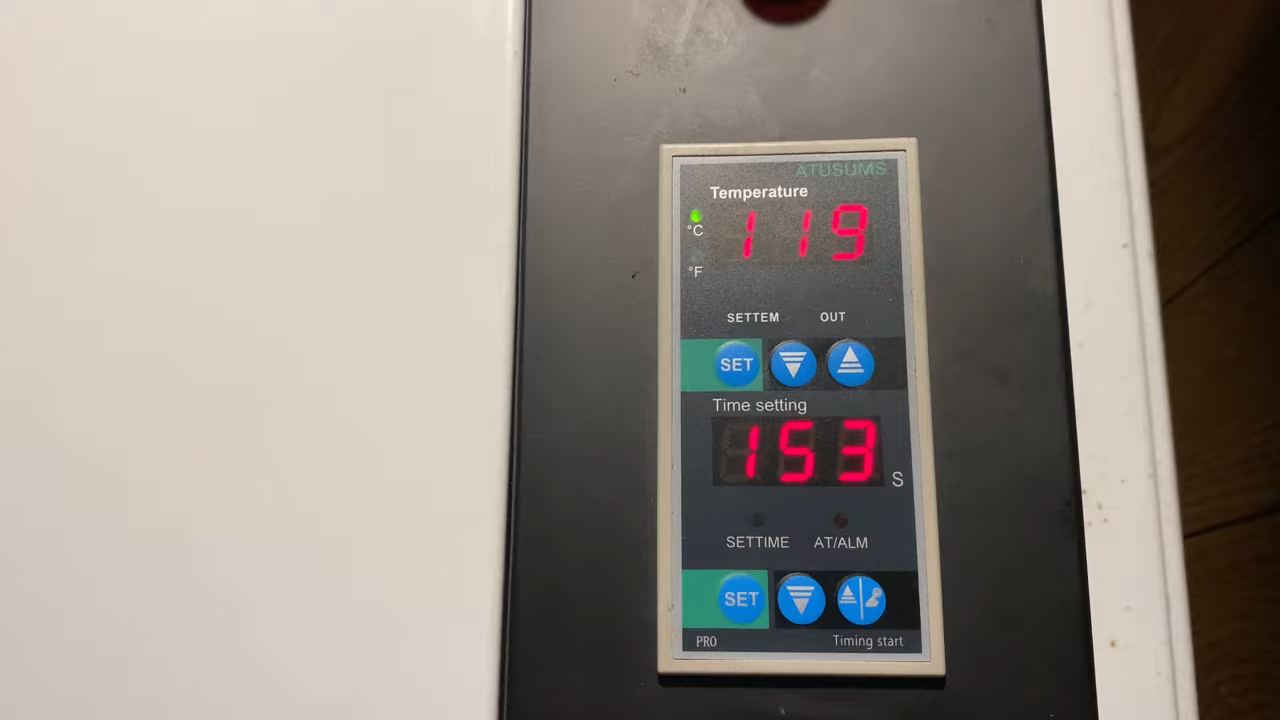 ATUSUMS
Temperature
119
°C
°F
SETTEM OUT
SET
Time setting
153
S
SETTIME AT/ALM
SET
PRO Timing start